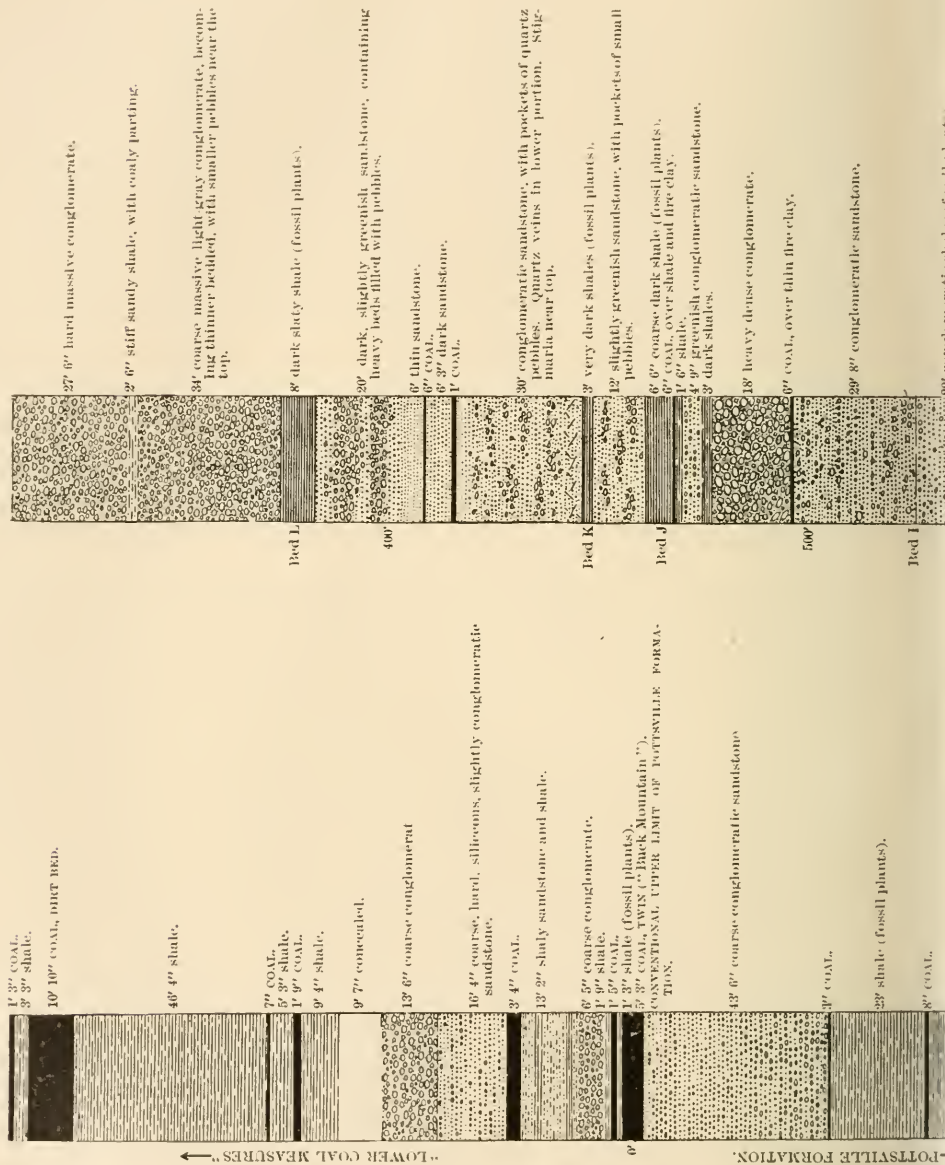 1' 3" COAL.
3' 3" shale.
10' 10" COAL, DIRT BED.
46' 4" shale.
7" COAL.
5' 3" shale.
1' 9" COAL.
9' 4" shale.
9' 7" concealed.
13' 6" coarse conglomerat
16' 4" coarse, hard, siliceous, slightly conglomeratic
sandstone.
3' 4" COAL.
13' 2" shaly sandstone and shale.
6' 5" coarse conglomerate.
1' 9" shale.
1' 5" COAL.
1' 3" shale (fossil plants).
5' 3" COAL, TWIN ("Buck Mountain").
CONVENTIONAL UPPER LIMIT OF POTTSVILLE FORMA-
TION.
43' 6" coarse conglomeratic sandstone
3" COAL.
23' shale (fossil plants).
8" COAL.
"LOWER COAL MEASURES"
0'
POTTSVILLE FORMATION.
27' 6" hard massive conglomerate.
2' 6" stiff sandy shale, with coaly parting.
34' coarse massive light-gray conglomerate, becom-
ing thinner bedded, with smaller pebbles near the
top.
Bed L
8' dark slaty shale (fossil plants).
20' dark, slightly greenish sandstone, containing
heavy beds filled with pebbles.
400'
6' thin sandstone.
6" COAL.
6' 3" dark sandstone.
1' COAL.
30' conglomeratic sandstone, with pockets of quartz
pebbles. Quartz veins in lower portion. Stig-
maria near top.
Bed K
3' very dark shales (fossil plants).
12' slightly greenish sandstone, with pockets of small
pebbles.
Bed J
6' 6" coarse dark shale (fossil plants).
6" COAL, over shale and fire clay.
1' 6" shale.
4' 9" greenish conglomeratic sandstone.
3' dark shales.
18' heavy dense conglomerate.
6" COAL, over thin fire clay.
500'
29' 8" conglomeratic sandstone.
Bed I